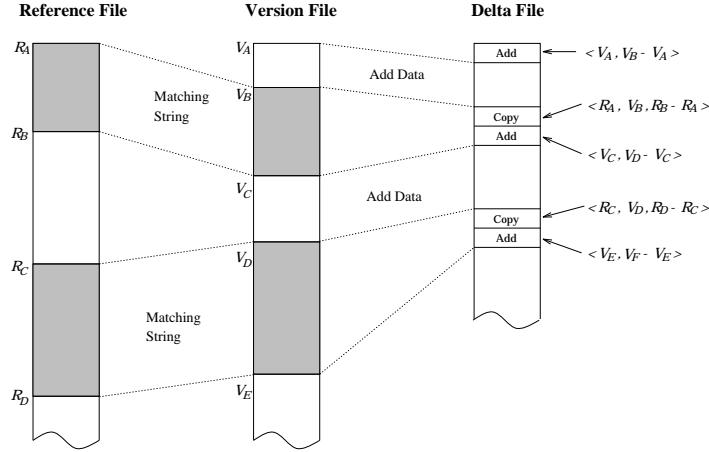 Reference File
Version File
Delta File
R_A
V_A
Add
< V_A, V_B - V_A >
Add Data
V_B
Matching
String
Copy
< R_A, V_B, R_B - R_A >
R_B
Add
< V_C, V_D - V_C >
V_C
Add Data
Copy
< R_C, V_D, R_D - R_C >
V_D
Add
< V_E, V_F - V_E >
R_C
Matching
String
V_E
R_D